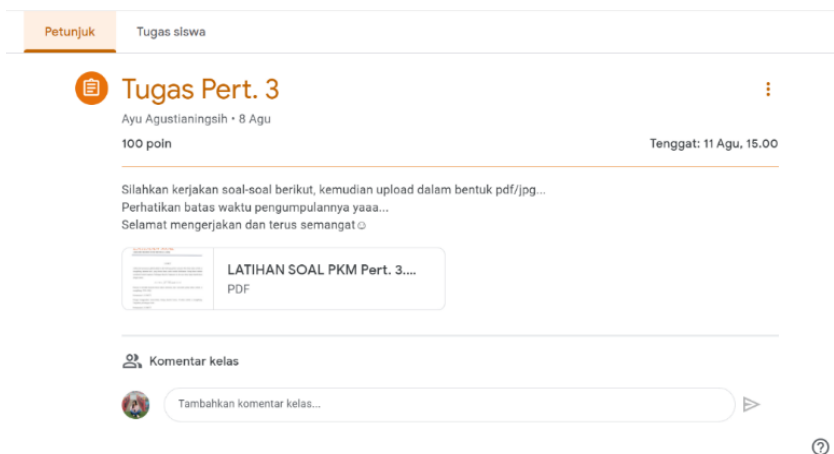 Petunjuk
Tugas siswa
Tugas Pert. 3
Ayu Agustianingsih • 8 Agu
100 poin
Tenggat: 11 Agu, 15.00
Silahkan kerjakan soal-soal berikut, kemudian upload dalam bentuk pdf/jpg...
Perhatikan batas waktu pengumpulannya yaaa...
Selamat mengerjakan dan terus semangat☺
LATIHAN SOAL PKM Pert. 3....
PDF
Komentar kelas
Tambahkan komentar kelas...